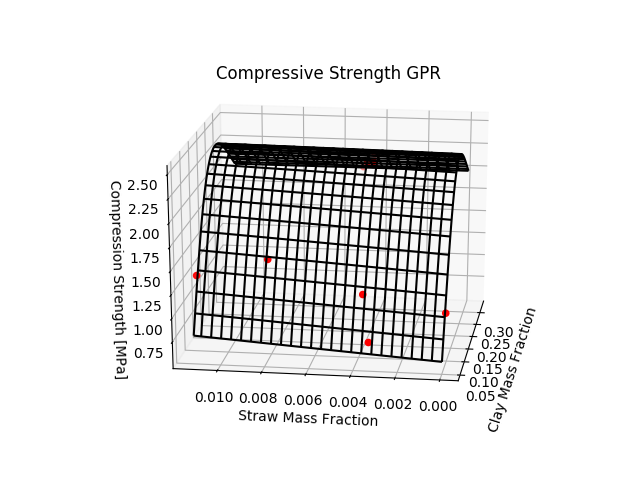 Compressive Strength GPR
2.50
2.25
2.00
1.75
1.50
1.25
1.00
0.75
Compression Strength [MPa]
0.010 0.008 0.006 0.004 0.002 0.000
Straw Mass Fraction
0.30
0.25
0.20
0.15
0.10
0.05
Clay Mass Fraction